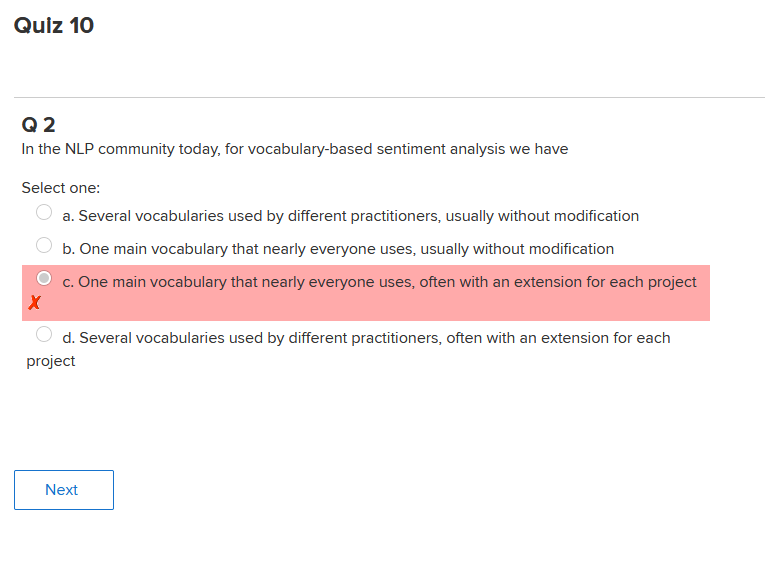 Quiz 10
Q 2
In the NLP community today, for vocabulary-based sentiment analysis we have
Select one:
a. Several vocabularies used by different practitioners, usually without modification
b. One main vocabulary that nearly everyone uses, usually without modification
c. One main vocabulary that nearly everyone uses, often with an extension for each project
✗
d. Several vocabularies used by different practitioners, often with an extension for each
project
Next